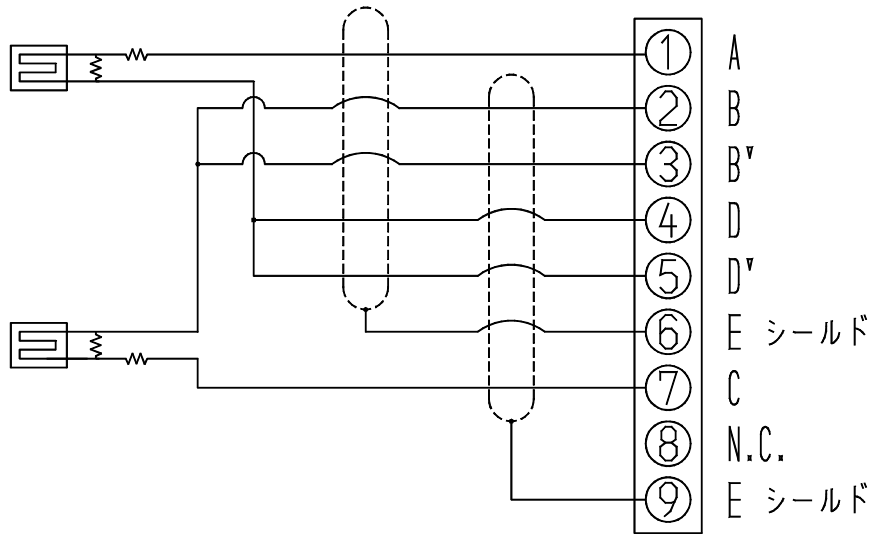 ① A
② B
③ B'
④ D
⑤ D'
⑥ E シールド
⑦ C
⑧ N.C.
⑨ E シールド